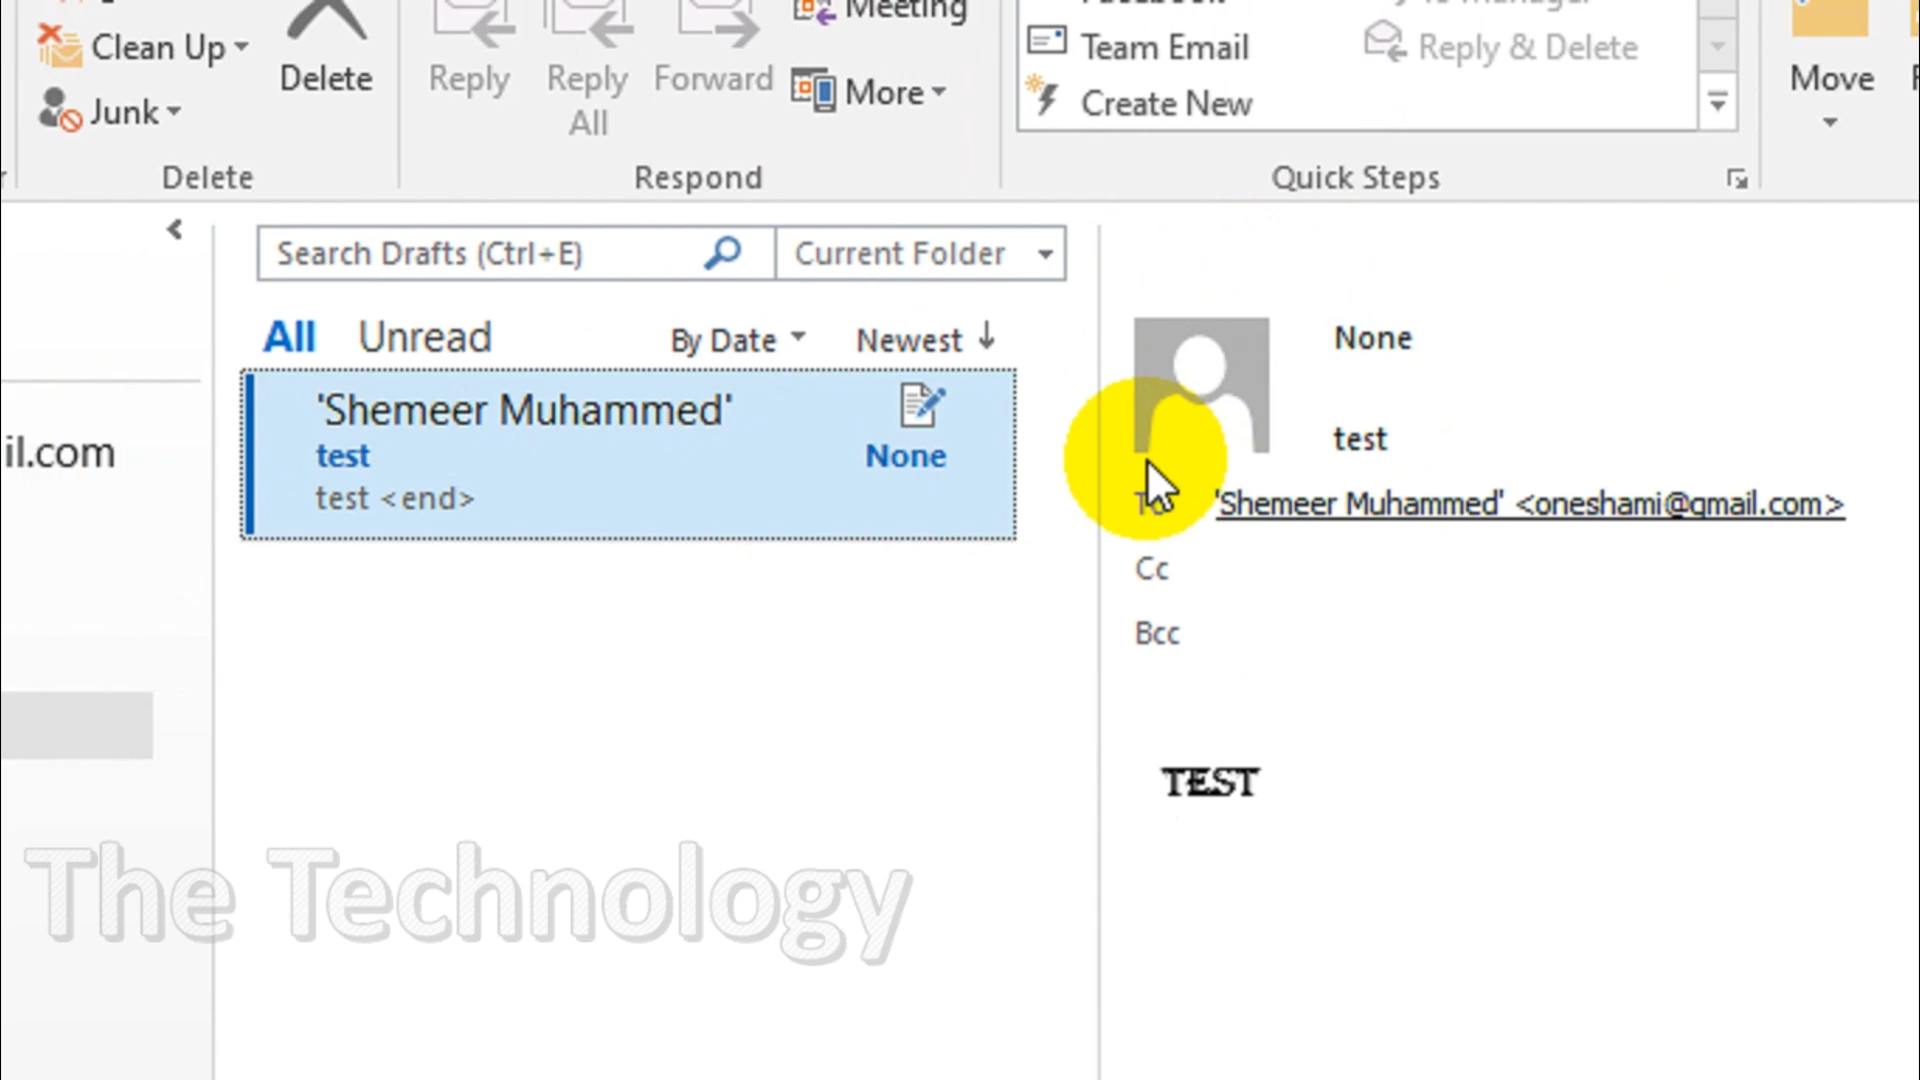 Meeting
Clean Up
Delete
Reply
Reply
All
Forward
More
Team Email
Reply & Delete
Create New
Move
Junk
Delete
Respond
Quick Steps
Search Drafts (Ctrl+E)
Current Folder
All
Unread
By Date
Newest
None
'Shemeer Muhammed'
test
None
test <end>
il.com
test
'Shemeer Muhammed' <oneshami@gmail.com>
Cc
Bcc
TEST
The Technology